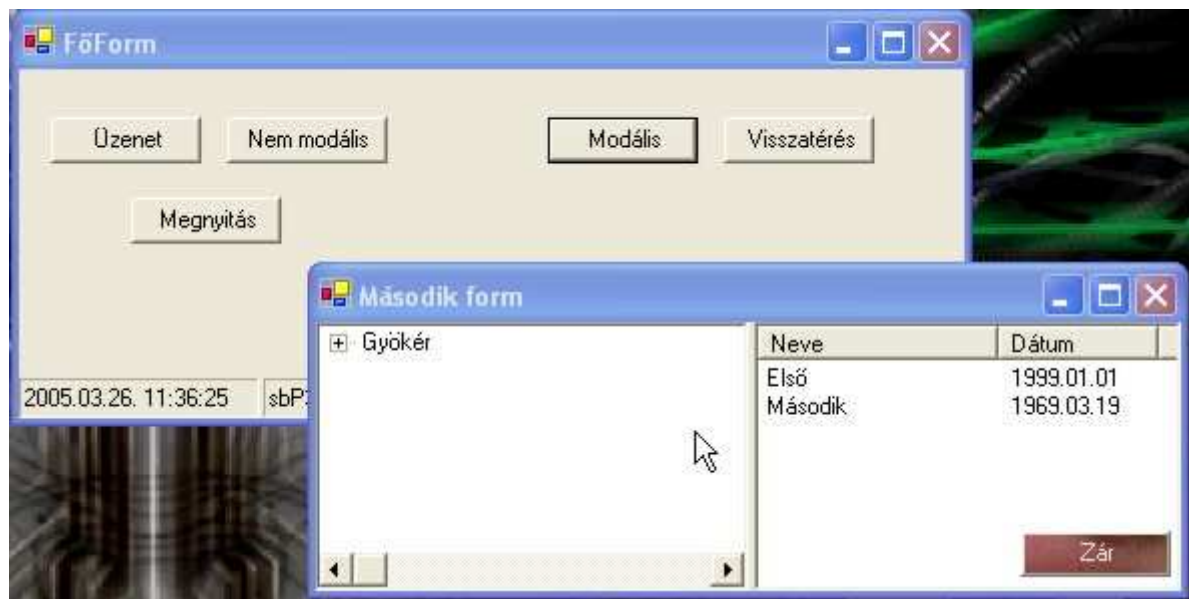 FőForm
Üzenet
Nem modális
Modális
Visszatérés
Megnyitás
2005.03.26. 11:36:25
Második form
Gyökér
Neve
Dátum
Első
1999.01.01
Második
1969.03.19
Zár